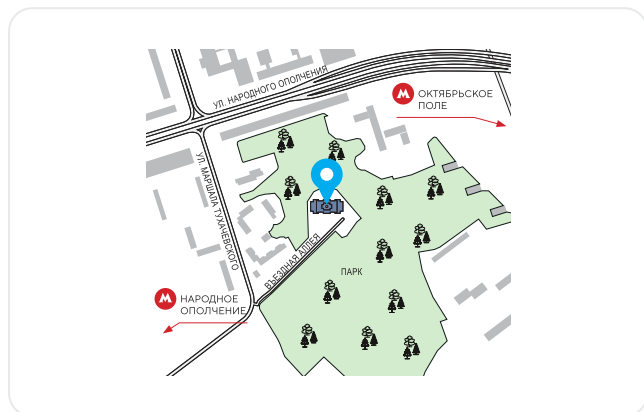 УЛ. НАРОДНОГО ОПОЛЧЕНИЯ
М ОКТЯБРЬСКОЕ
ПОЛЕ
УЛ. МАРШАЛА ТУХАЧЕВСКОГО
ВЪЕЗДНАЯ АЛЛЕЯ
ПАРК
М НАРОДНОЕ
ОПОЛЧЕНИЕ